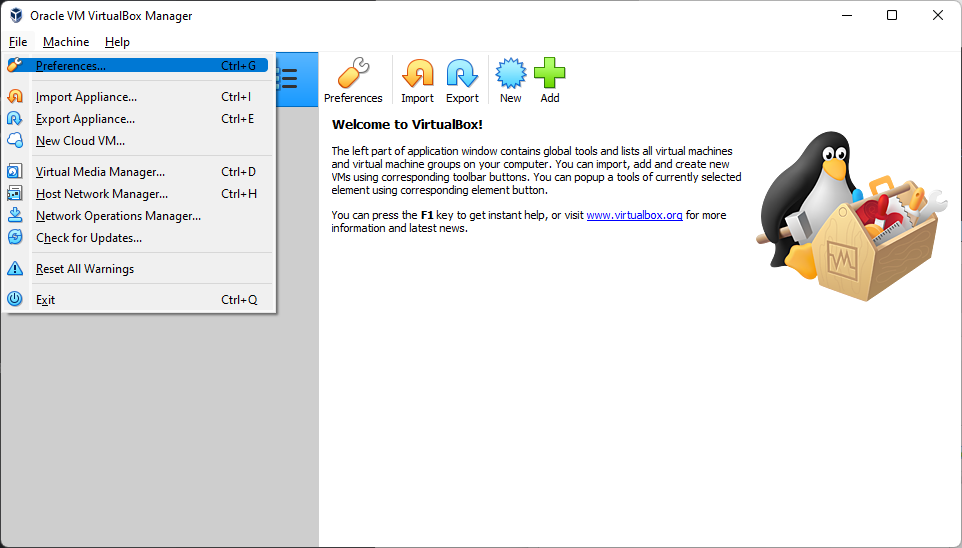 Oracle VM VirtualBox Manager
File Machine Help
Preferences... Ctrl+G
Import Appliance... Ctrl+I
Export Appliance... Ctrl+E
New Cloud VM...
Virtual Media Manager... Ctrl+D
Host Network Manager... Ctrl+H
Network Operations Manager...
Check for Updates...
Reset All Warnings
Exit Ctrl+Q
Preferences Import Export New Add
Welcome to VirtualBox!
The left part of application window contains global tools and lists all virtual machines
and virtual machine groups on your computer. You can import, add and create new
VMs using corresponding toolbar buttons. You can popup a tools of currently selected
element using corresponding element button.
You can press the F1 key to get instant help, or visit www.virtualbox.org for more
information and latest news.